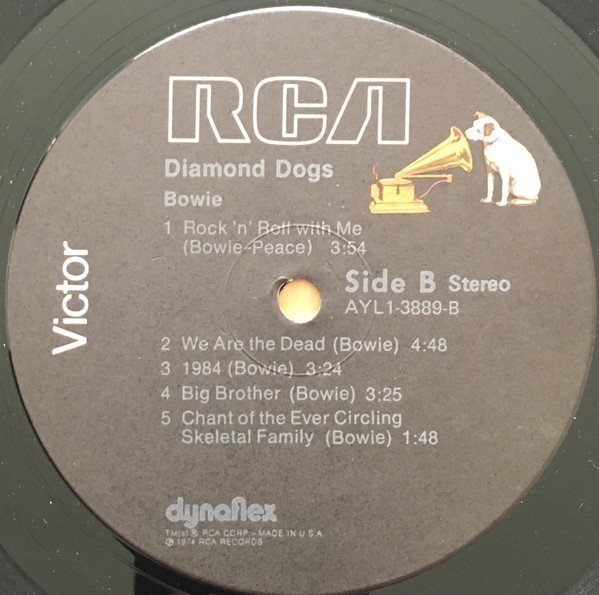 RCA
Diamond Dogs
Bowie
1 Rock 'n' Roll with Me
(Bowie-Peace) 3:54
Side B Stereo
AYL1-3889-B
2 We Are the Dead (Bowie) 4:48
3 1984 (Bowie) 3:24
4 Big Brother (Bowie) 3:25
5 Chant of the Ever Circling
Skeletal Family (Bowie) 1:48
Victor
dynaflex
TM(s) ® RCA CORP – MADE IN U.S.A.
℗ 1974 RCA RECORDS